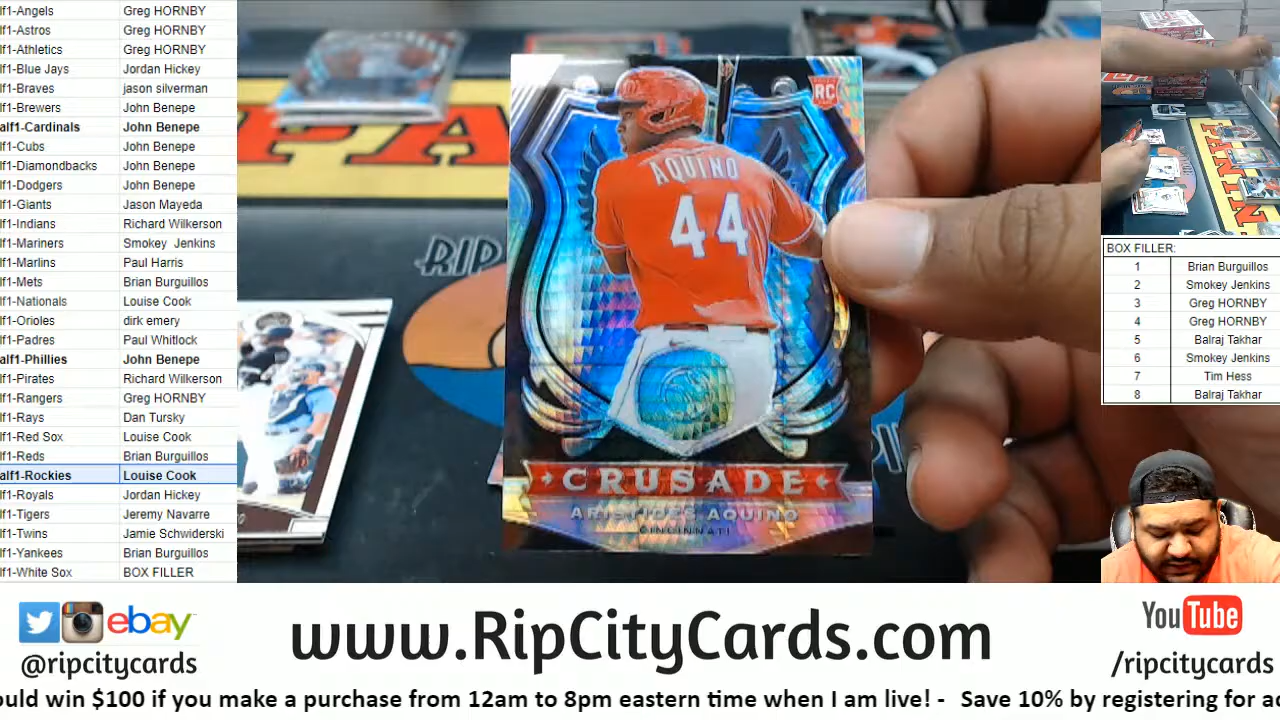 lf1-Angels Greg HORNBY
lf1-Astros Greg HORNBY
lf1-Athletics Greg HORNBY
lf1-Blue Jays Jordan Hickey
lf1-Braves jason silverman
lf1-Brewers John Benepe
alf1-Cardinals John Benepe
lf1-Cubs John Benepe
lf1-Diamondbacks John Benepe
lf1-Dodgers John Benepe
lf1-Giants Jason Mayeda
lf1-Indians Richard Wilkerson
lf1-Mariners Smokey Jenkins
lf1-Marlins Paul Harris
lf1-Mets Brian Burguillos
lf1-Nationals Louise Cook
lf1-Orioles dirk emery
lf1-Padres Paul Whitlock
alf1-Phillies John Benepe
lf1-Pirates Richard Wilkerson
lf1-Rangers Greg HORNBY
lf1-Rays Dan Tursky
lf1-Red Sox Louise Cook
lf1-Reds Brian Burguillos
alf1-Rockies Louise Cook
lf1-Royals Jordan Hickey
lf1-Tigers Jeremy Navarre
lf1-Twins Jamie Schwiderski
lf1-Yankees Brian Burguillos
lf1-White Sox BOX FILLER
PA
RIP
RC
AQUINO
44
CRUSADE
ARISTIDES AQUINO
CINCINNATI
PANINI
BOX FILLER:
1 Brian Burguillos
2 Smokey Jenkins
3 Greg HORNBY
4 Greg HORNBY
5 Balraj Takhar
6 Smokey Jenkins
7 Tim Hess
8 Balraj Takhar
ebay
@ripcitycards
www.RipCityCards.com
YouTube
/ripcitycards
ould win $100 if you make a purchase from 12am to 8pm eastern time when I am live! - Save 10% by registering for ac